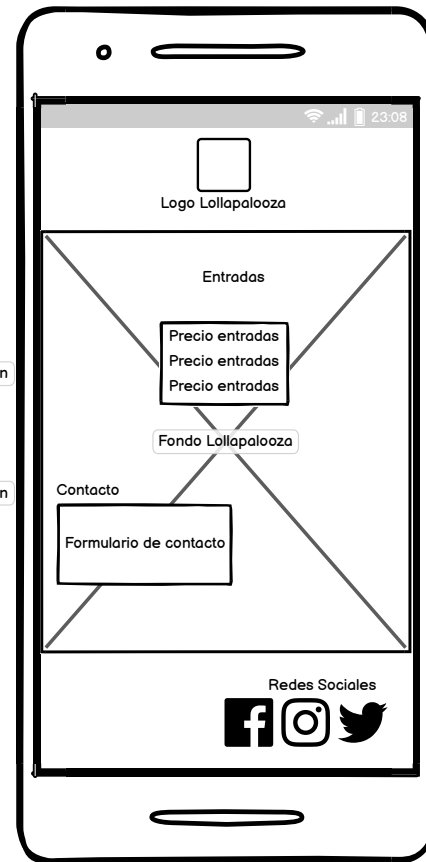 23:08
Logo Lollapalooza
Entradas
Precio entradas
Precio entradas
Precio entradas
Fondo Lollapalooza
Contacto
Formulario de contacto
Redes Sociales